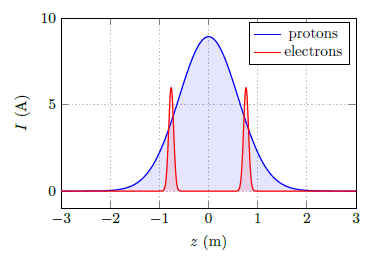 10
protons
electrons
5
I (A)
0
−3 −2 −1 0 1 2 3
z (m)